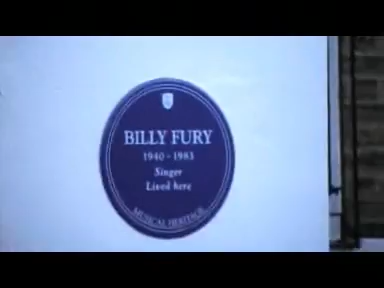 BILLY FURY
1940 - 1983
Singer
Lived here
MUSICAL HERITAGE